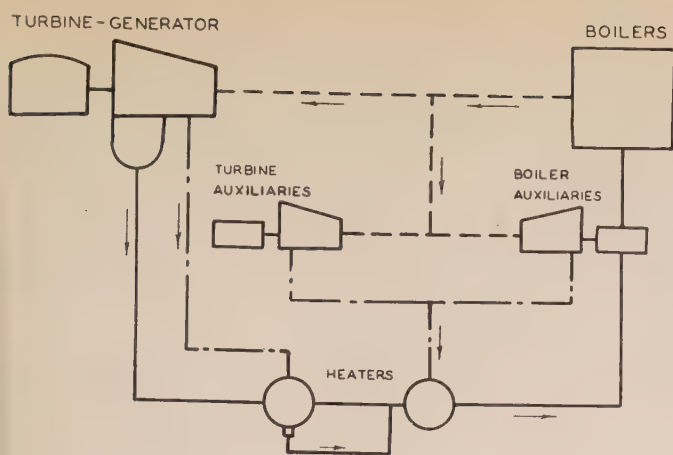 TURBINE-GENERATOR
BOILERS
TURBINE
AUXILIARIES
BOILER
AUXILIARIES
HEATERS